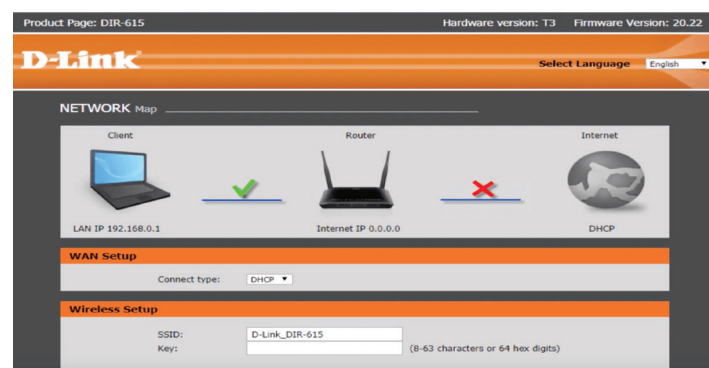 Product Page: DIR-615 Hardware version: T3 Firmware Version: 20.22
D-Link
Select Language English
NETWORK Map
Client Router Internet
LAN IP 192.168.0.1 Internet IP 0.0.0.0 DHCP
WAN Setup
Connect type: DHCP
Wireless Setup
SSID: D-Link_DIR-615
Key: (8-63 characters or 64 hex digits)